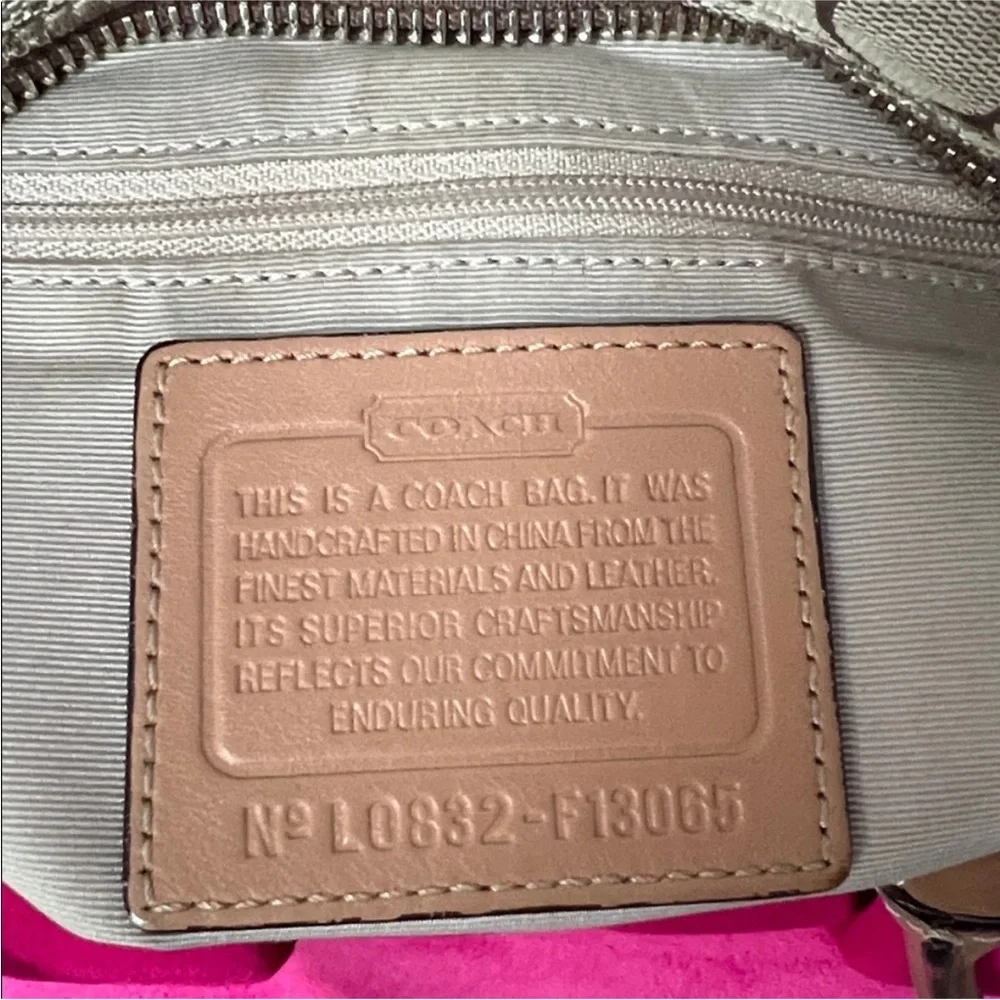 COACH
THIS IS A COACH BAG. IT WAS
HANDCRAFTED IN CHINA FROM THE
FINEST MATERIALS AND LEATHER.
ITS SUPERIOR CRAFTSMANSHIP
REFLECTS OUR COMMITMENT TO
ENDURING QUALITY.
Nº L0832-F13065